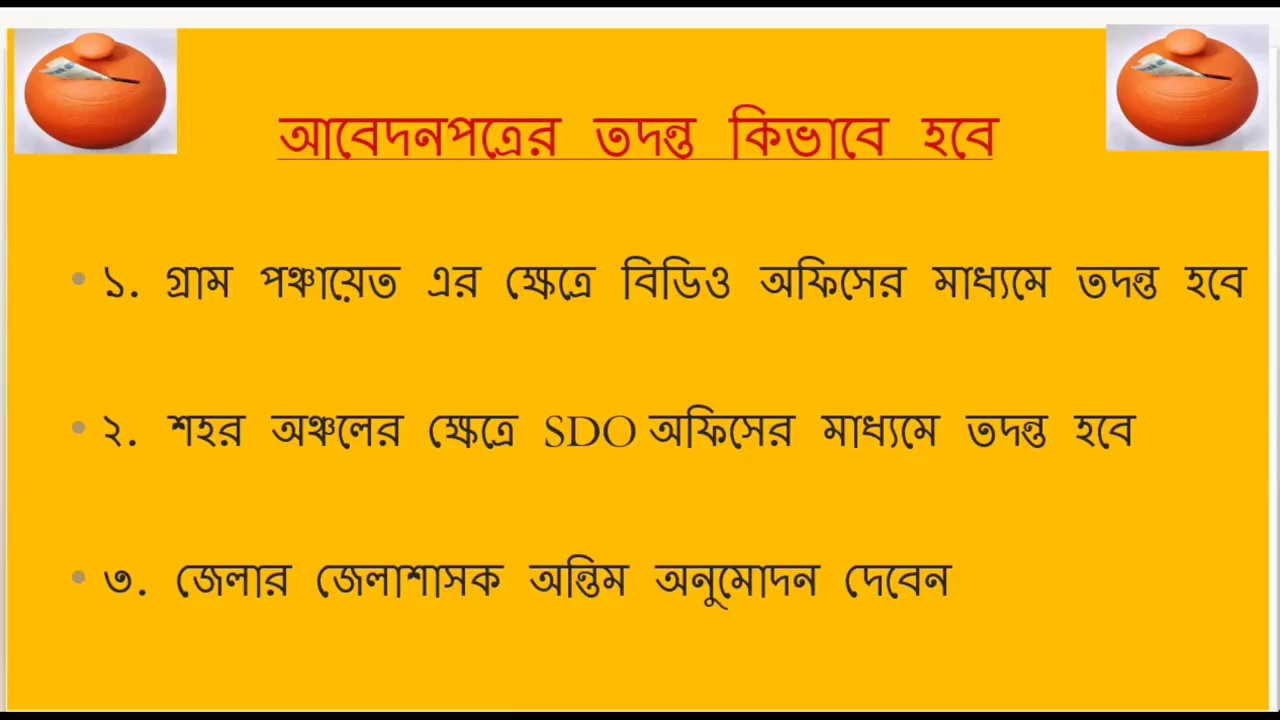 আবেদনপত্রের তদন্ত কিভাবে হবে
১. গ্রাম পঞ্চায়েত এর ক্ষেত্রে বিডিও অফিসের মাধ্যমে তদন্ত হবে
২. শহর অঞ্চলের ক্ষেত্রে SDO অফিসের মাধ্যমে তদন্ত হবে
৩. জেলার জেলাশাসক অন্তিম অনুমোদন দেবেন